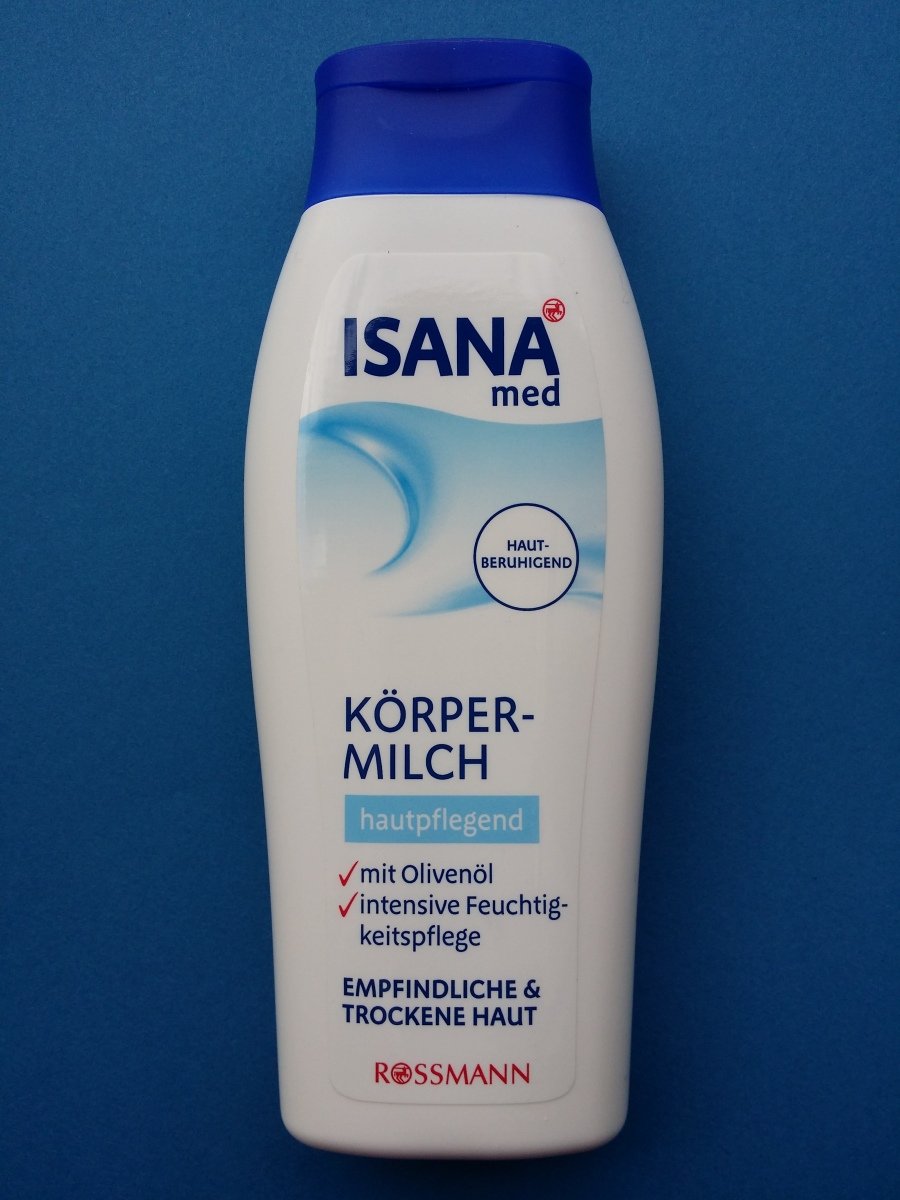 ISANA
med
HAUT-
BERUHIGEND
KÖRPER-
MILCH
hautpflegend
mit Olivenöl
intensive Feuchtig-
keitspflege
EMPFINDLICHE &
TROCKENE HAUT
ROSSMANN